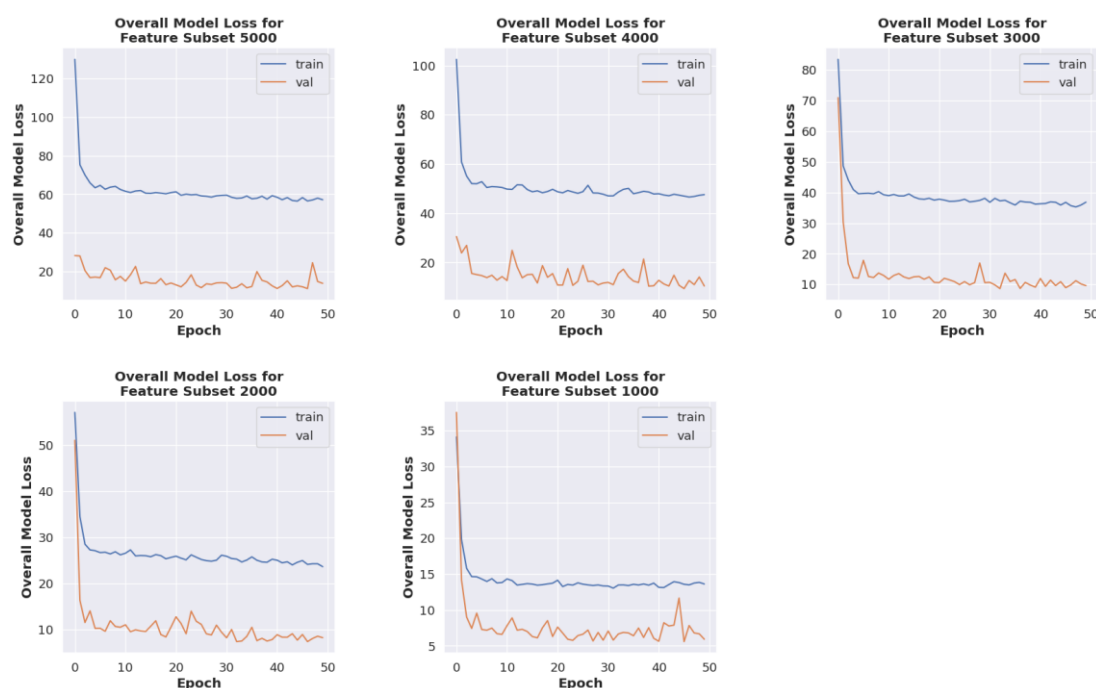 Overall Model Loss for
Feature Subset 5000
Overall Model Loss
120
100
80
60
40
20
0
10
20
30
40
50
Epoch
train
val
Overall Model Loss for
Feature Subset 4000
Overall Model Loss
100
80
60
40
20
0
10
20
30
40
50
Epoch
train
val
Overall Model Loss for
Feature Subset 3000
Overall Model Loss
80
70
60
50
40
30
20
10
0
10
20
30
40
50
Epoch
train
val
Overall Model Loss for
Feature Subset 2000
Overall Model Loss
50
40
30
20
10
0
10
20
30
40
50
Epoch
train
val
Overall Model Loss for
Feature Subset 1000
Overall Model Loss
35
30
25
20
15
10
5
0
10
20
30
40
50
Epoch
train
val